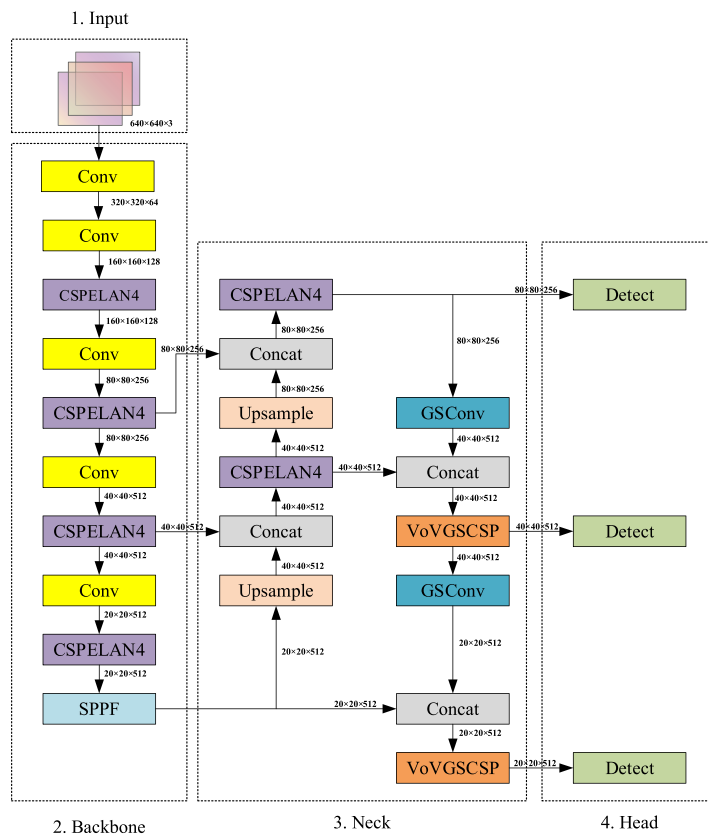 1. Input
640×640×3
Conv
320×320×64
Conv
160×160×128
CSPELAN4
160×160×128
Conv
80×80×256
CSPELAN4
80×80×256
Conv
40×40×512
CSPELAN4
40×40×512
Conv
20×20×512
CSPELAN4
20×20×512
SPPF
2. Backbone
80×80×256
40×40×512
CSPELAN4
80×80×256
Concat
80×80×256
Upsample
40×40×512
CSPELAN4
40×40×512
Concat
40×40×512
Upsample
20×20×512
20×20×512
80×80×256
GSConv
40×40×512
40×40×512
Concat
40×40×512
VoVGSCSP
40×40×512
GSConv
20×20×512
Concat
20×20×512
VoVGSCSP
3. Neck
80×80×256
Detect
40×40×512
Detect
20×20×512
Detect
4. Head